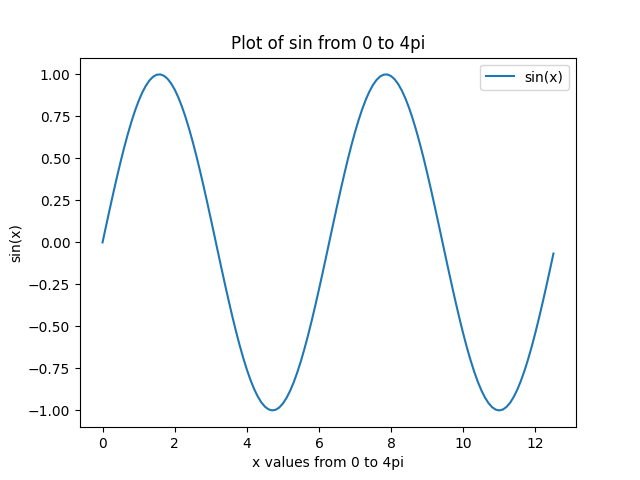 Plot of sin from 0 to 4pi
sin(x)
1.00
0.75
0.50
0.25
0.00
−0.25
−0.50
−0.75
−1.00
sin(x)
0 2 4 6 8 10 12
x values from 0 to 4pi